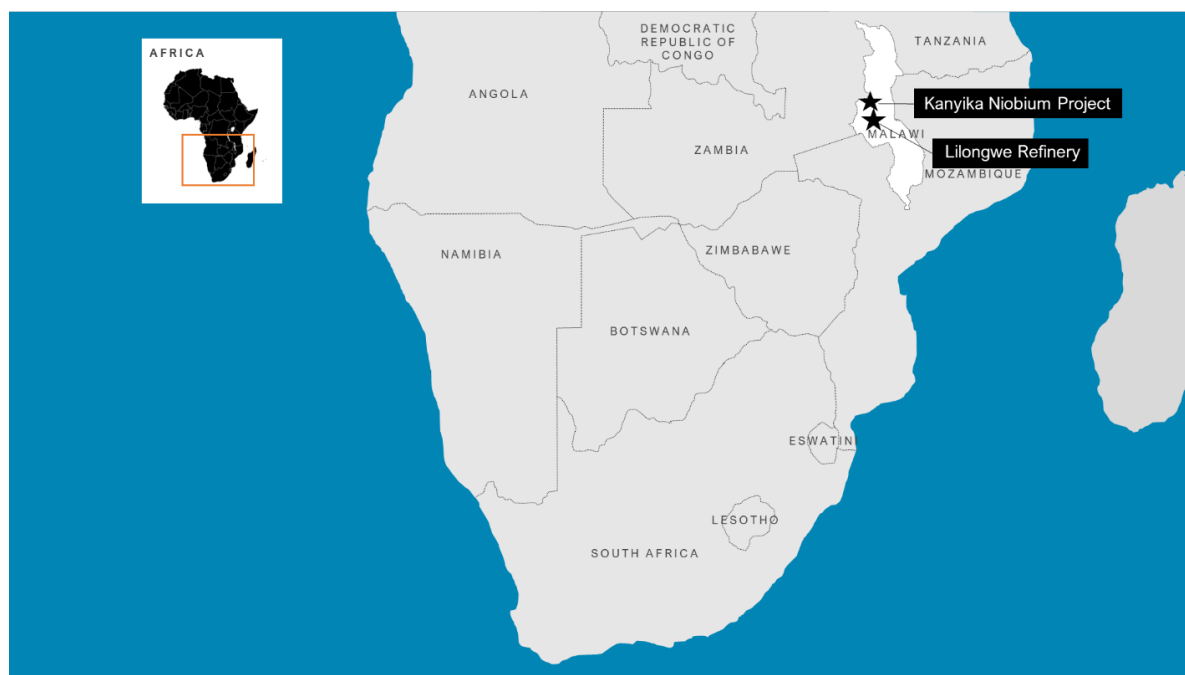 AFRICA
DEMOCRATIC
REPUBLIC OF
CONGO
TANZANIA
ANGOLA
Kanyika Niobium Project
MALAWI
ZAMBIA
Lilongwe Refinery
MOZAMBIQUE
NAMIBIA
ZIMBABAWE
BOTSWANA
ESWATINI
LESOTHO
SOUTH AFRICA